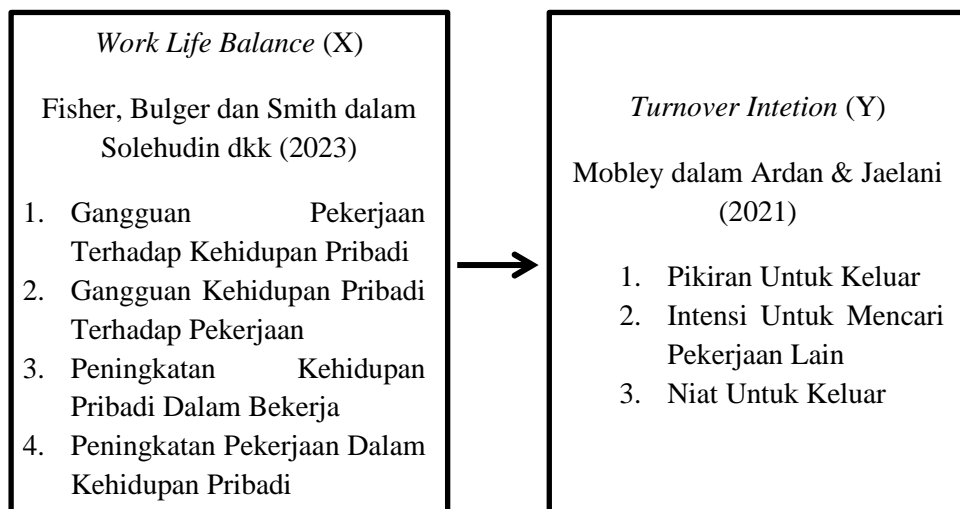 Work Life Balance (X)
Fisher, Bulger dan Smith dalam
Solehudin dkk (2023)
1. Gangguan Pekerjaan
Terhadap Kehidupan Pribadi
2. Gangguan Kehidupan Pribadi
Terhadap Pekerjaan
3. Peningkatan Kehidupan
Pribadi Dalam Bekerja
4. Peningkatan Pekerjaan Dalam
Kehidupan Pribadi
Turnover Intetion (Y)
Mobley dalam Ardan & Jaelani
(2021)
1. Pikiran Untuk Keluar
2. Intensi Untuk Mencari
Pekerjaan Lain
3. Niat Untuk Keluar